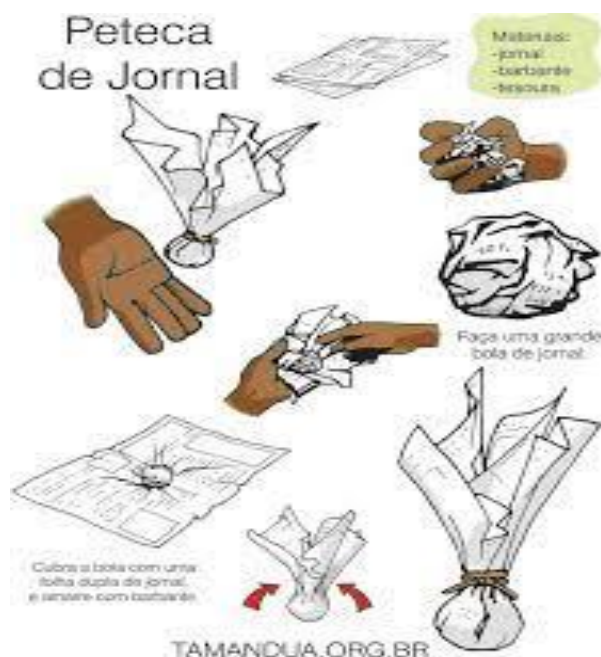 Peteca
de Jornal
Materiais:
-jornal
-barbante
-tesoura
Faça uma grande
bola de jornal.
Cubra a bola com uma
folha dupla de jornal,
e amarre com barbante.
TAMANDUA.ORG.BR